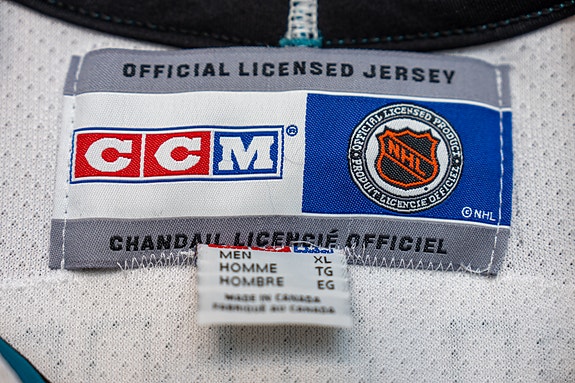 OFFICIAL LICENSED JERSEY
CCM®
OFFICIAL LICENSED PRODUCT
NHL
PRODUIT LICENCIÉ OFFICIEL
© NHL
CHANDAIL LICENCIÉ OFFICIEL
MEN XL
HOMME TG
HOMBRE EG
MADE IN CANADA
FABRIQUÉ AU CANADA